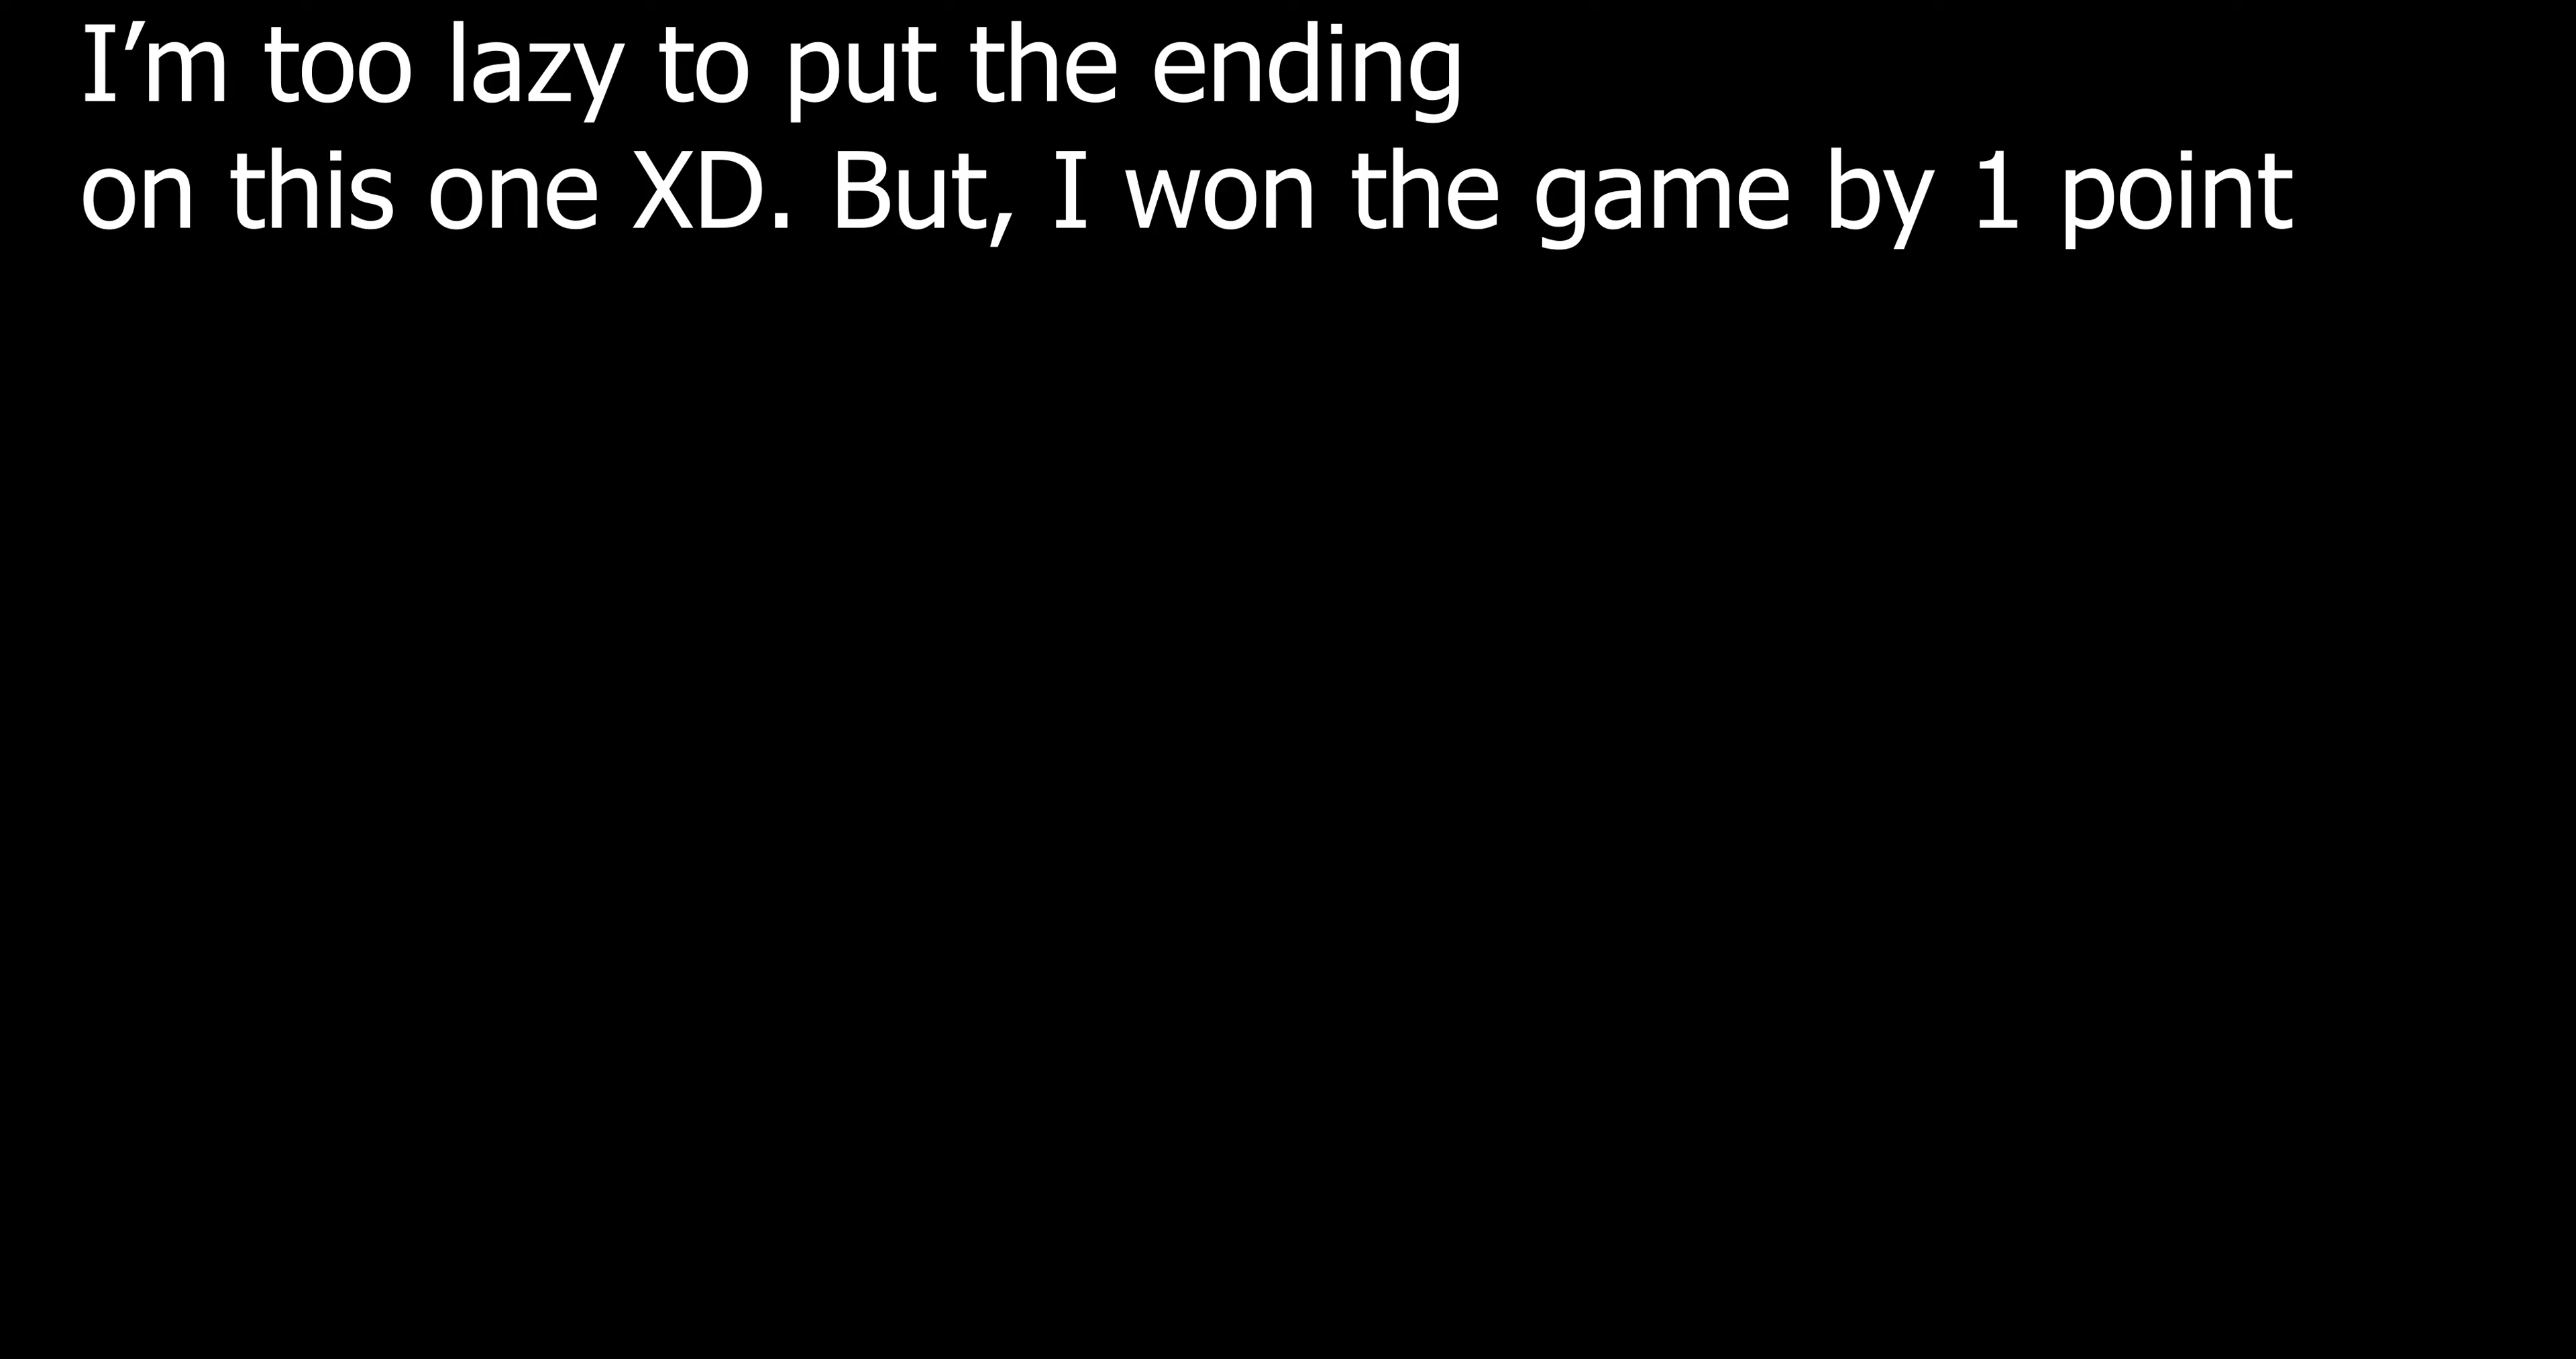 I’m too lazy to put the ending
on this one XD. But, I won the game by 1 point